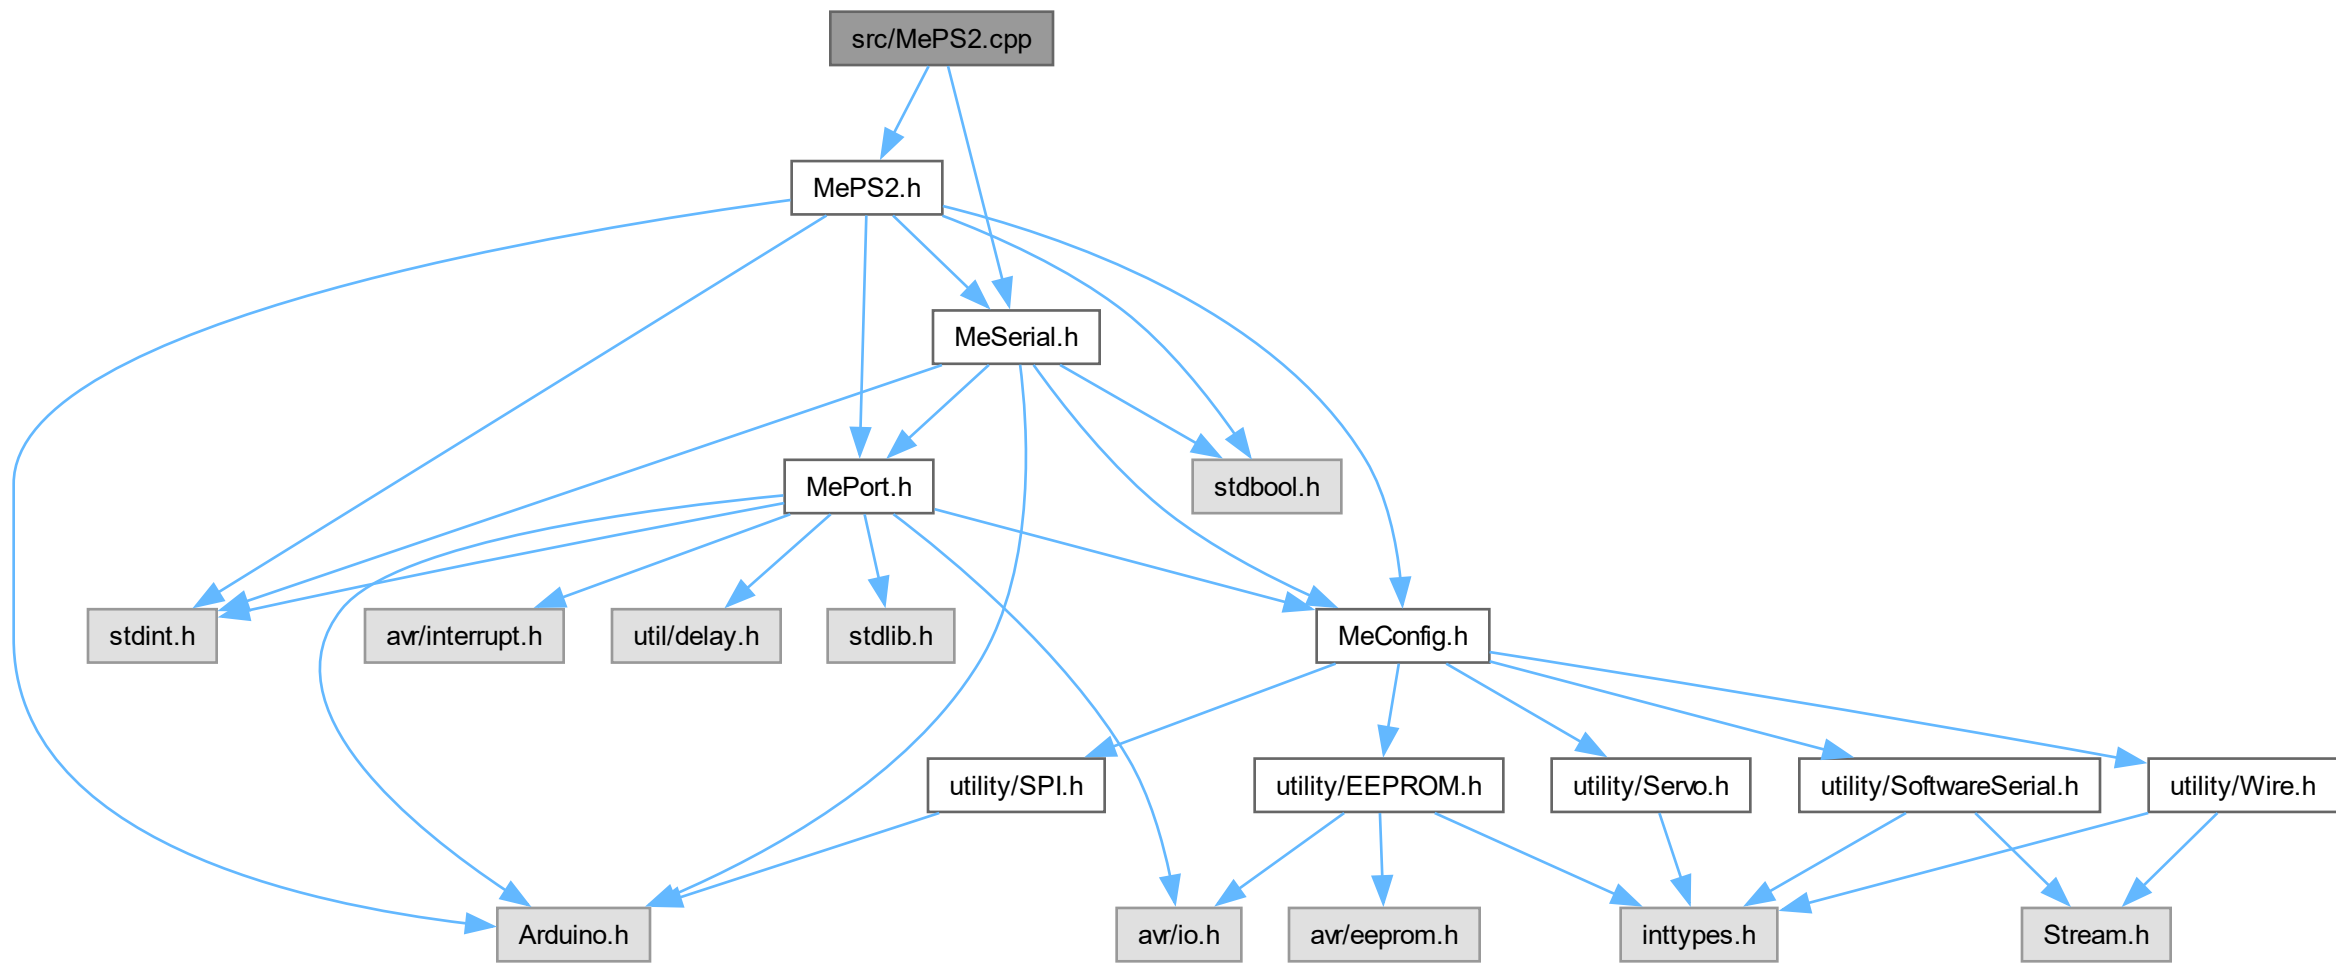 src/MePS2.cpp
MePS2.h
MeSerial.h
MePort.h
stdbool.h
stdint.h
avr/interrupt.h
util/delay.h
stdlib.h
MeConfig.h
utility/SPI.h
utility/EEPROM.h
utility/Servo.h
utility/SoftwareSerial.h
utility/Wire.h
Arduino.h
avr/io.h
avr/eeprom.h
inttypes.h
Stream.h